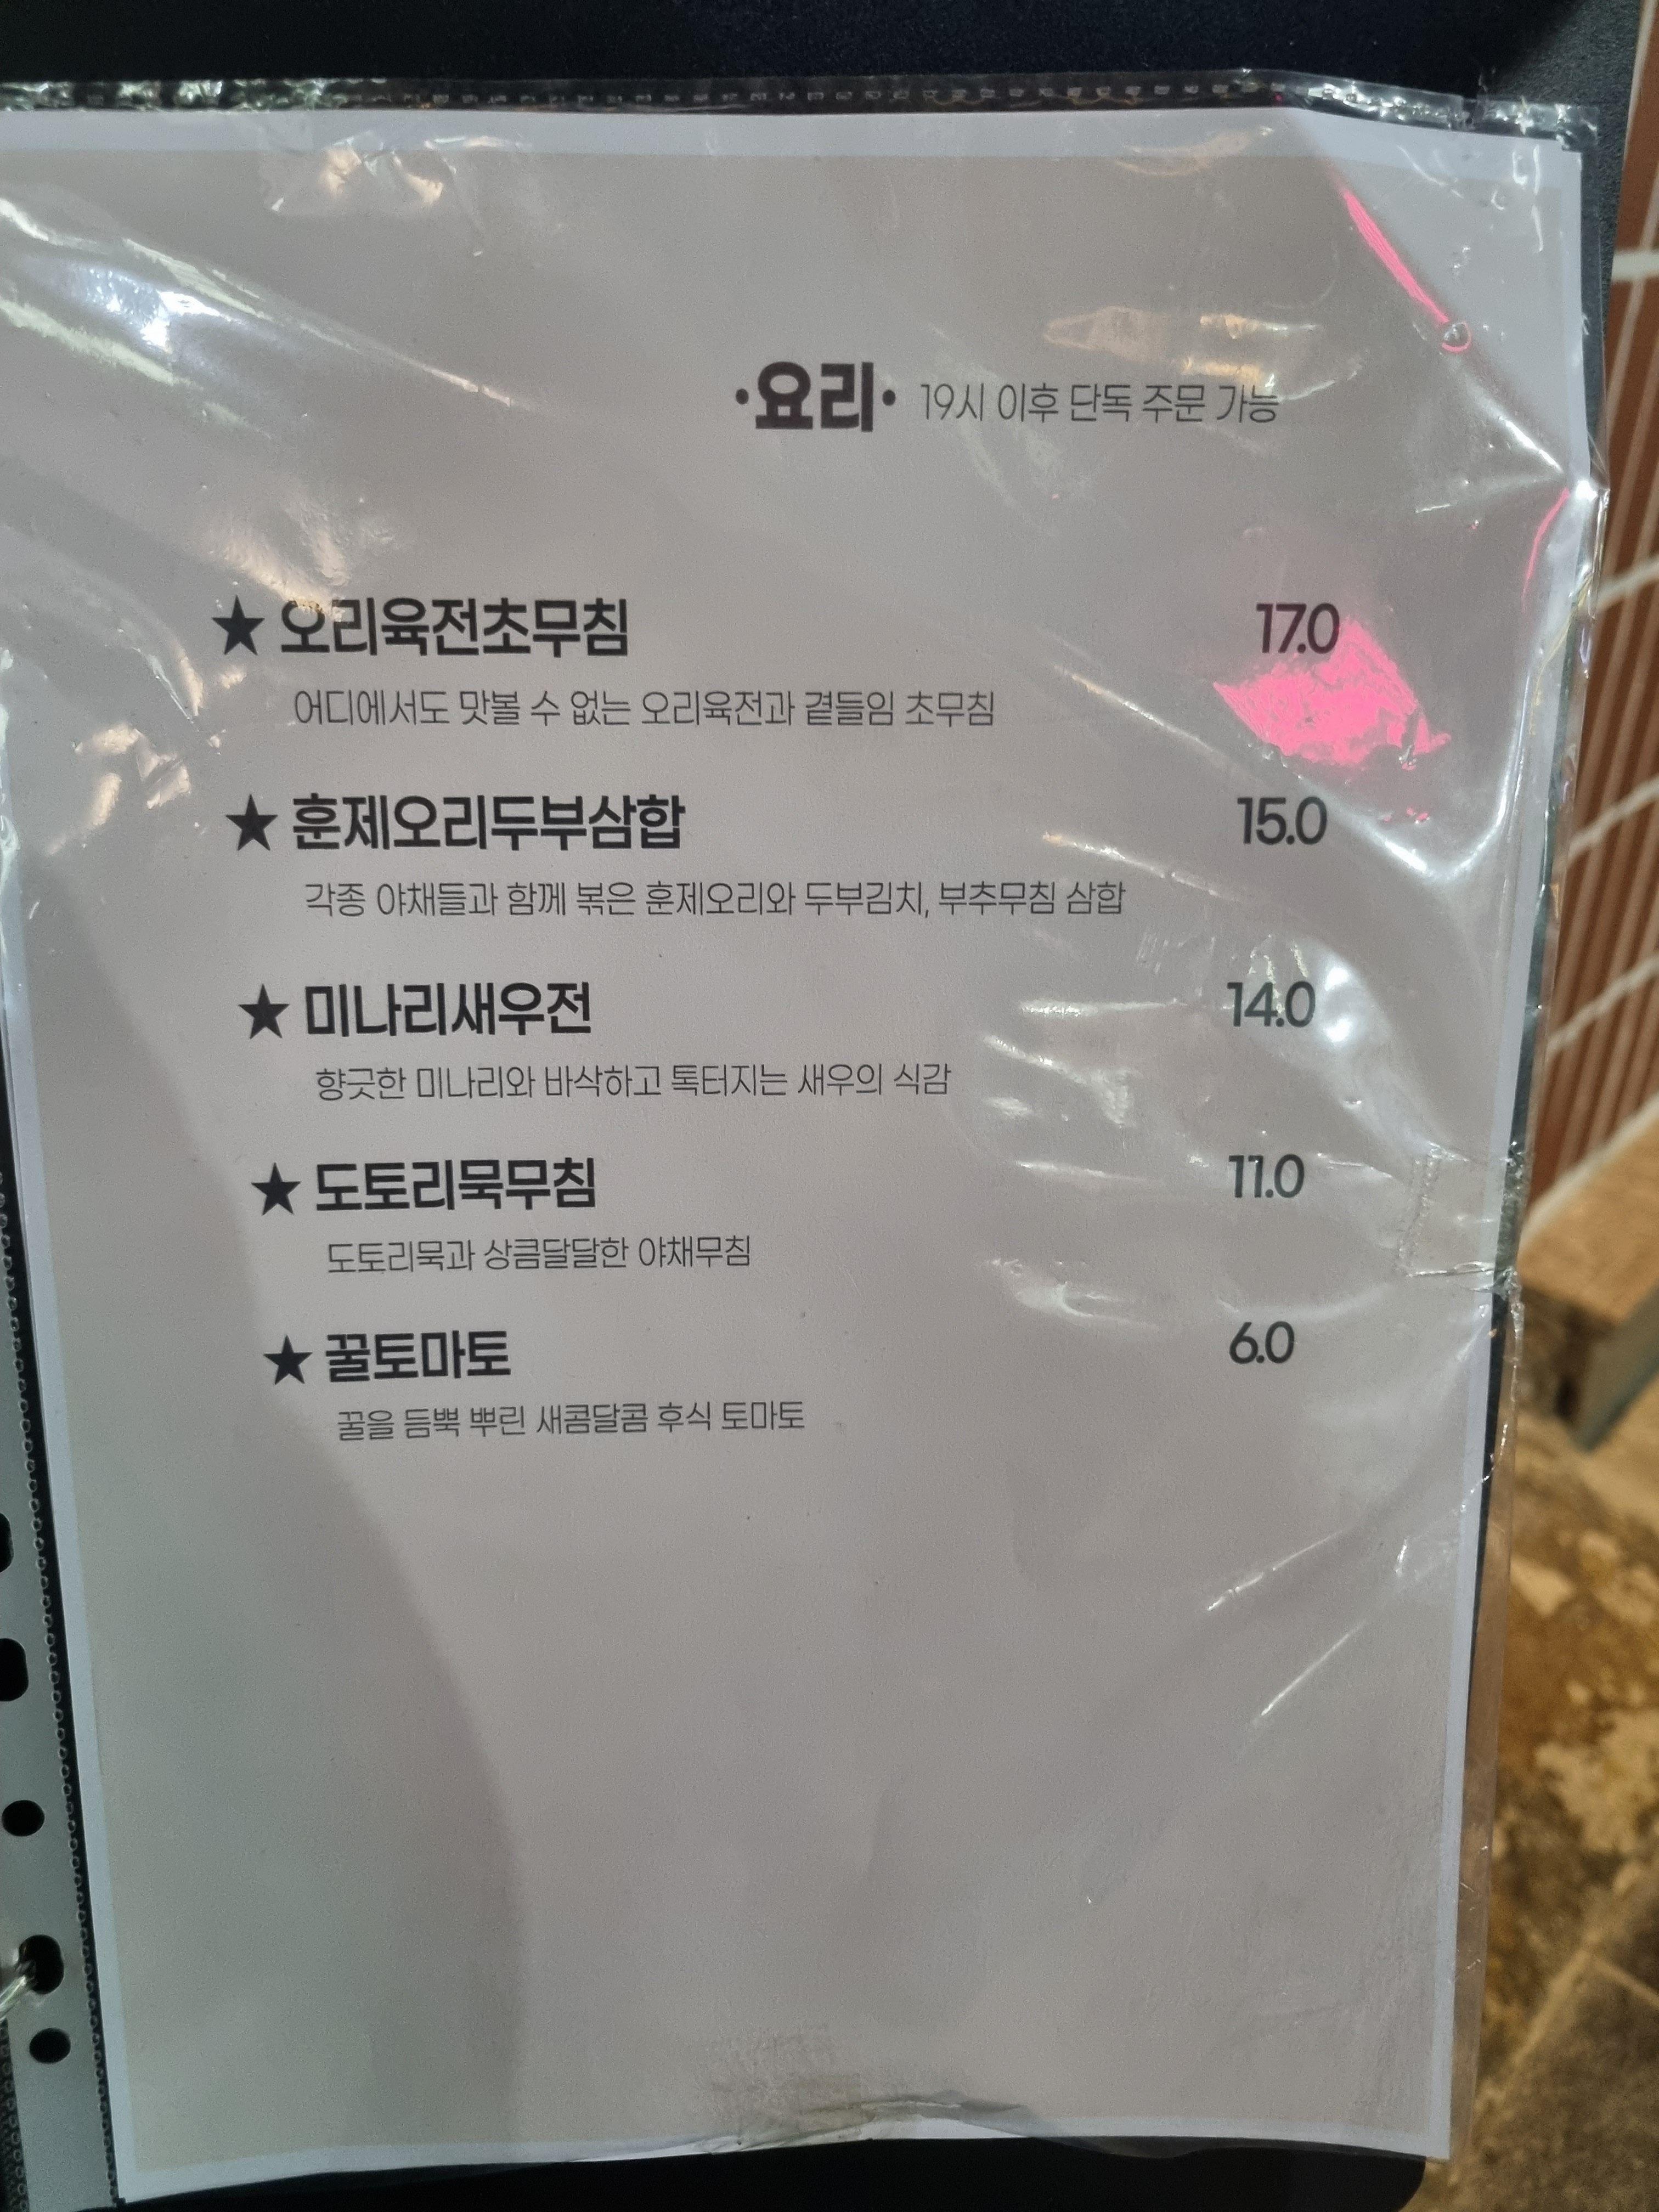 ·요리· 19시 이후 단독 주문 가능
★ 오리육전초무침 17.0
어디에서도 맛볼 수 없는 오리육전과 곁들임 초무침
★ 훈제오리두부삼합 15.0
각종 야채들과 함께 볶은 훈제오리와 두부김치, 부추무침 삼합
★ 미나리새우전 14.0
향긋한 미나리와 바삭하고 톡터지는 새우의 식감
★ 도토리묵무침 11.0
도토리묵과 상큼달달한 야채무침
★ 꿀토마토 6.0
꿀을 듬뿍 뿌린 새콤달콤 후식 토마토